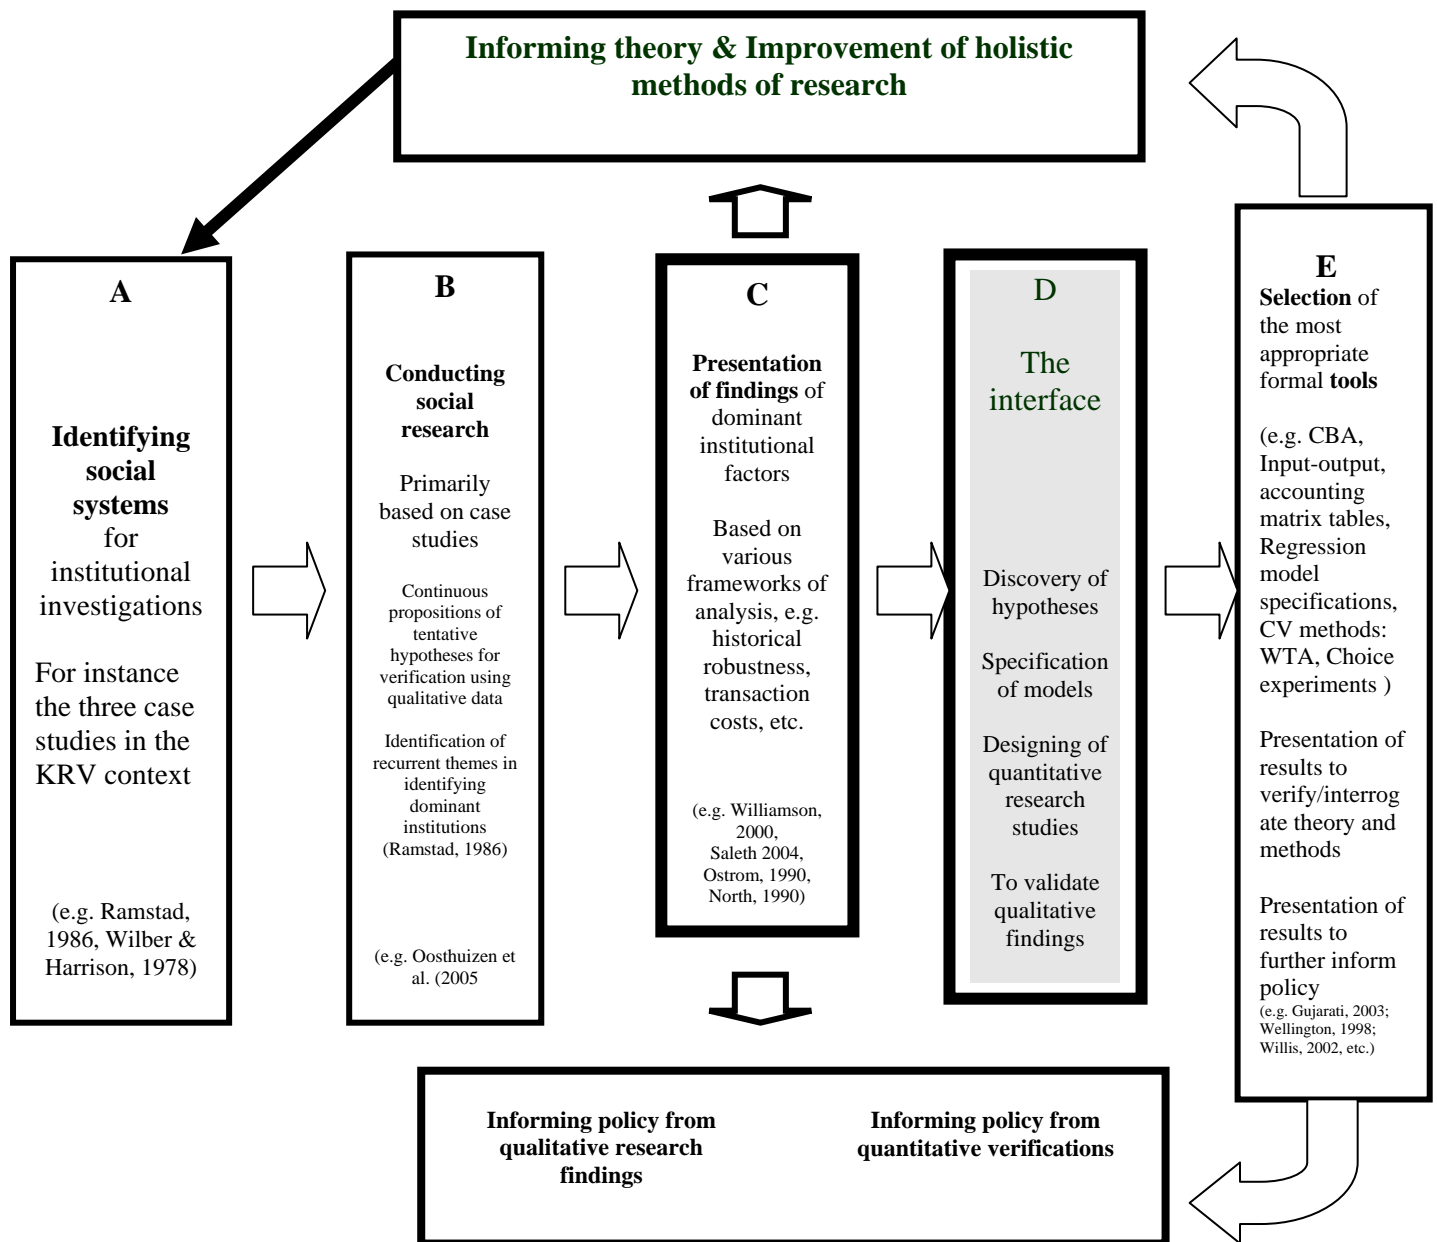 Informing theory & Improvement of holistic
methods of research
A
Identifying
social
systems
for
institutional
investigations
For instance
the three case
studies in the
KRV context
(e.g. Ramstad,
1986, Wilber &
Harrison, 1978)
B
Conducting
social
research
Primarily
based on case
studies
Continuous
propositions of
tentative
hypotheses for
verification using
qualitative data
Identification of
recurrent themes in
identifying
dominant
institutions
(Ramstad, 1986)
(e.g. Oosthuizen et
al. (2005
C
Presentation
of findings of
dominant
institutional
factors
Based on
various
frameworks of
analysis, e.g.
historical
robustness,
transaction
costs, etc.
(e.g. Williamson,
2000,
Saleth 2004,
Ostrom, 1990,
North, 1990)
D
The
interface
Discovery of
hypotheses
Specification
of models
Designing of
quantitative
research
studies
To validate
qualitative
findings
E
Selection of
the most
appropriate
formal tools
(e.g. CBA,
Input-output,
accounting
matrix tables,
Regression
model
specifications,
CV methods:
WTA, Choice
experiments )
Presentation of
results to
verify/interrog
ate theory and
methods
Presentation of
results to
further inform
policy
(e.g. Gujarati, 2003;
Wellington, 1998;
Willis, 2002, etc.)
Informing policy from
qualitative research
findings
Informing policy from
quantitative verifications